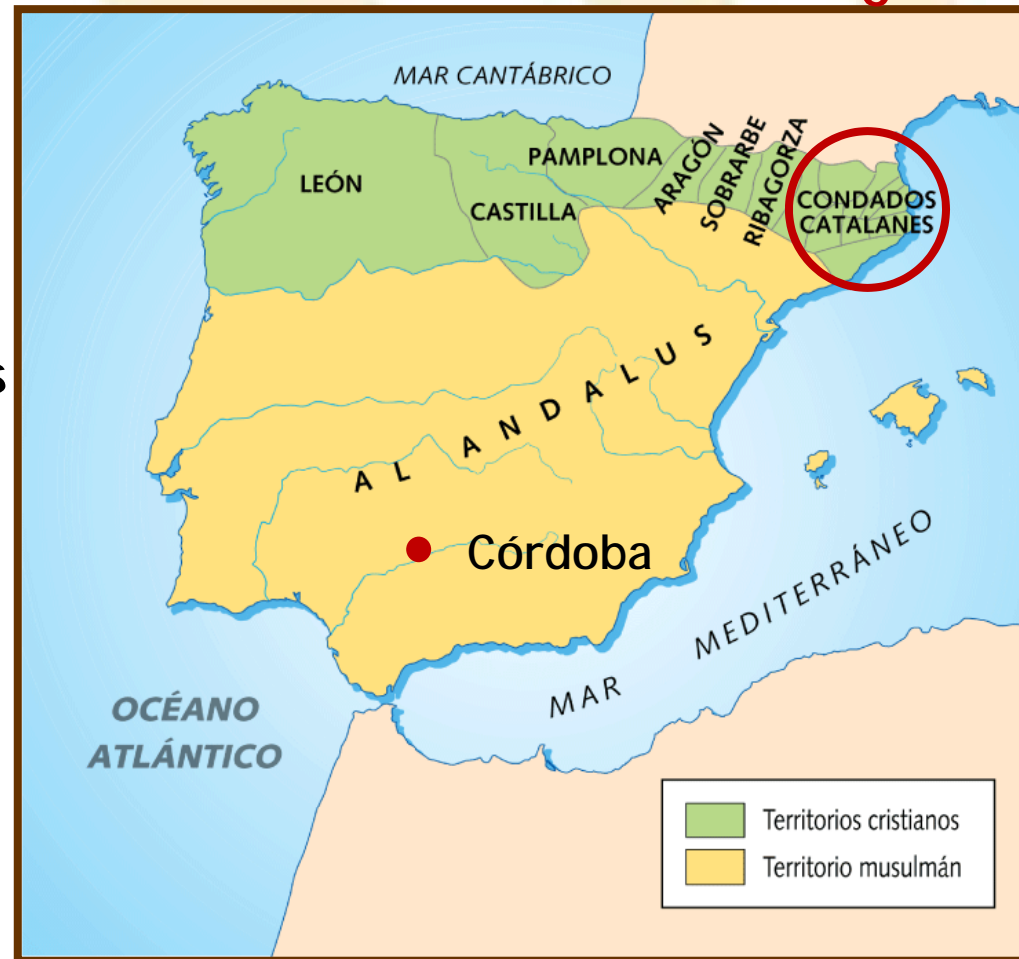 MAR CANTÁBRICO
LEÓN
CASTILLA
PAMPLONA
ARAGÓN
SOBRARBE
RIBAGORZA
CONDADOS
CATALANES
AL ANDALUS
Córdoba
MAR MEDITERRÁNEO
OCÉANO
ATLÁNTICO
Territorios cristianos
Territorio musulmán